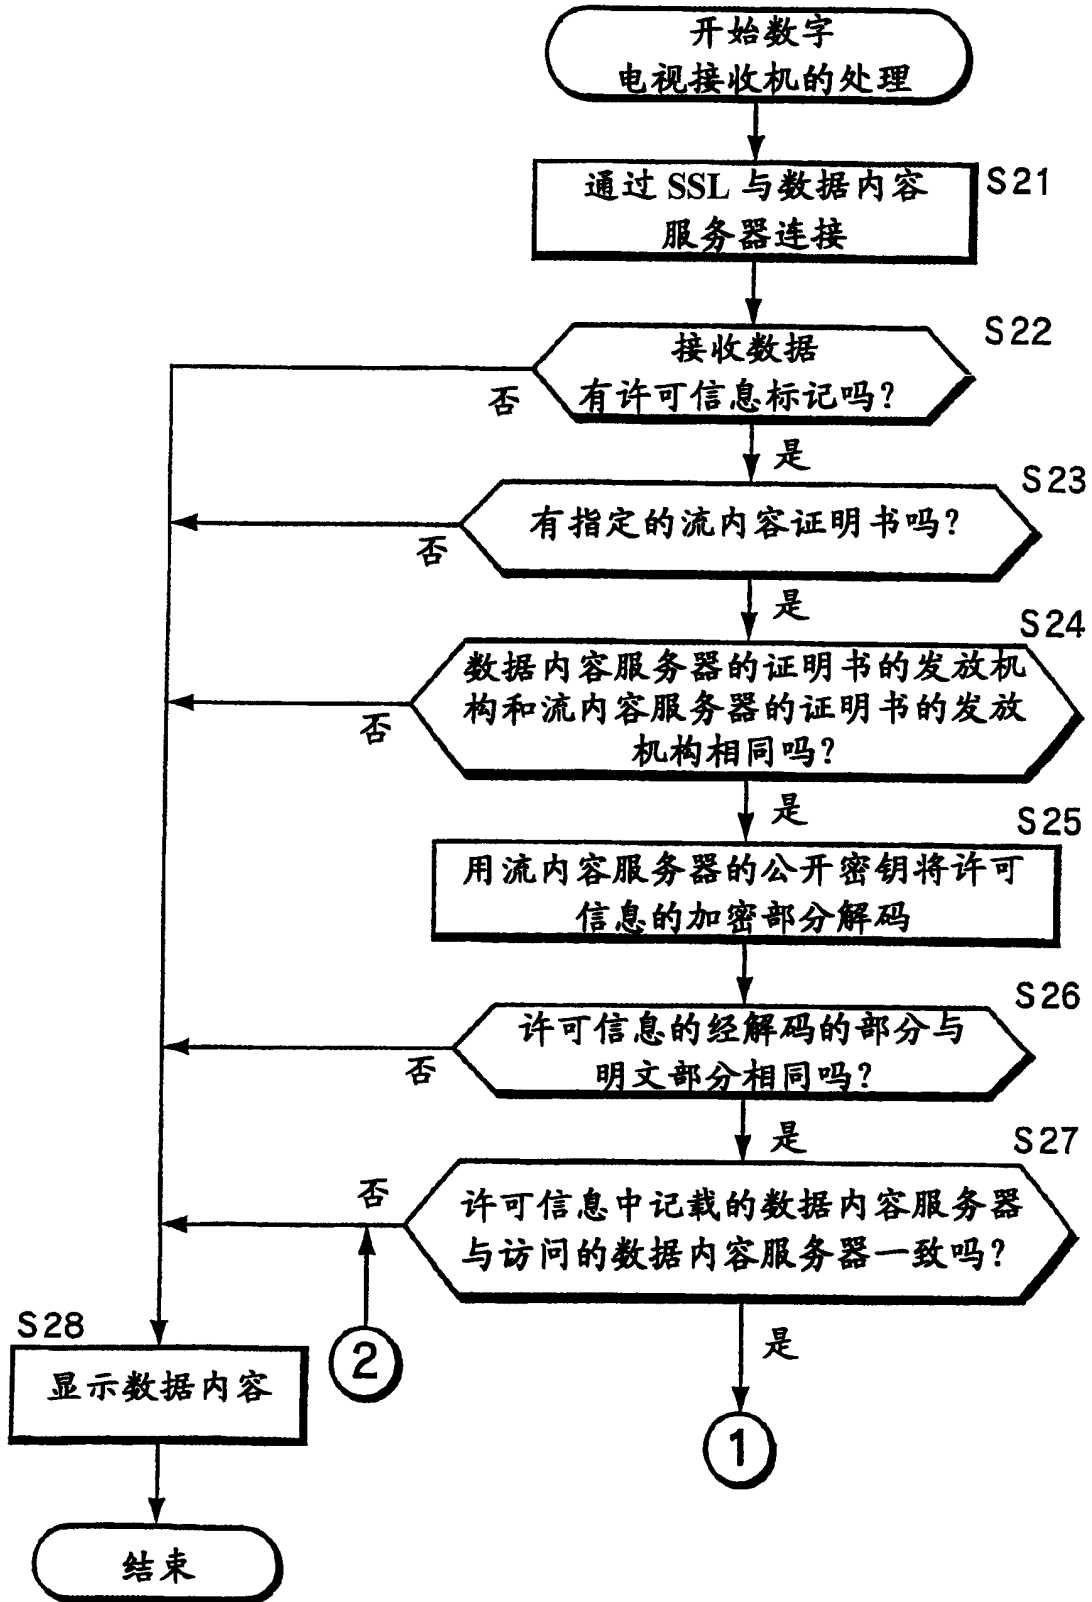 开始数字
电视接收机的处理
S21
通过 SSL 与数据内容
服务器连接
S22
接收数据
有许可信息标记吗?
否
是
S23
有指定的流内容证明书吗?
否
是
S24
数据内容服务器的证明书的发放机
构和流内容服务器的证明书的发放
机构相同吗?
否
是
S25
用流内容服务器的公开密钥将许可
信息的加密部分解码
S26
许可信息的经解码的部分与
明文部分相同吗?
否
是
S27
许可信息中记载的数据内容服务器
与访问的数据内容服务器一致吗?
否
是
S28
显示数据内容
2
1
结束